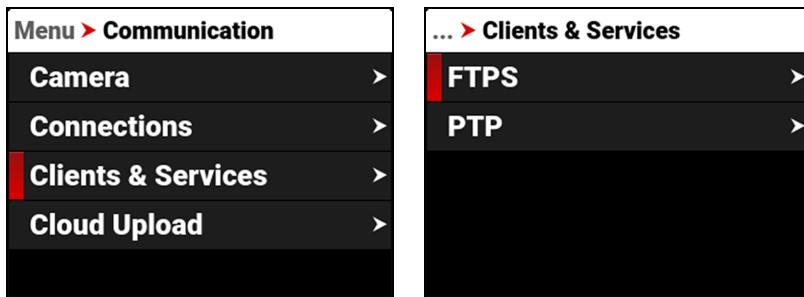 Menu > Communication
Camera
Connections
Clients & Services
Cloud Upload
... > Clients & Services
FTPS
PTP